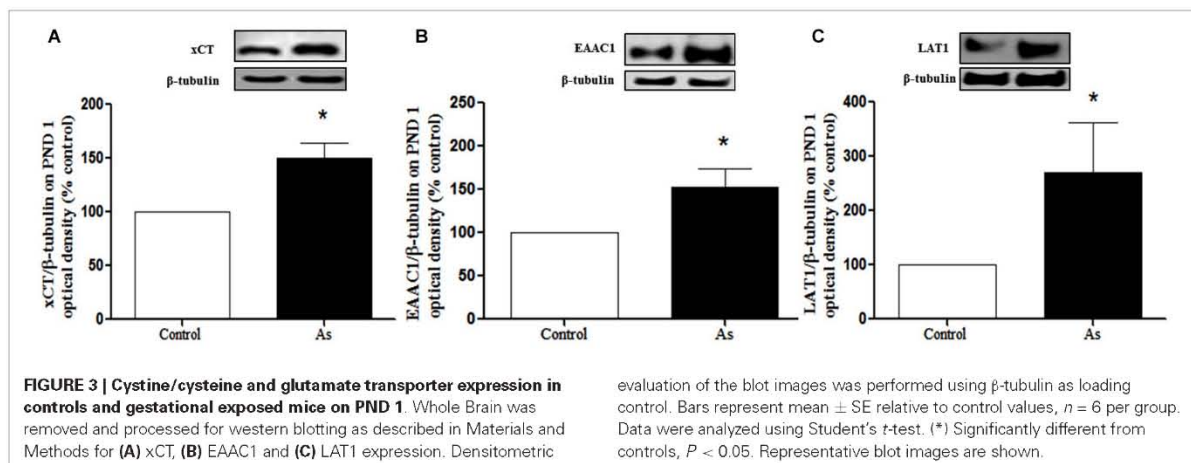 A
xCT
β-tubulin
200
150
100
50
0
xCT/β-tubulin on PND 1
optical density (% control)
*
Control
As
B
EAAC1
β-tubulin
250
200
150
100
50
0
EAAC1/β-tubulin on PND 1
optical density (% control)
*
Control
As
C
LAT1
β-tubulin
400
300
200
100
0
LAT1/β-tubulin on PND 1
optical density (% control)
*
Control
As
FIGURE 3 | Cystine/cysteine and glutamate transporter expression in
controls and gestational exposed mice on PND 1. Whole Brain was
removed and processed for western blotting as described in Materials and
Methods for (A) xCT, (B) EAAC1 and (C) LAT1 expression. Densitometric
evaluation of the blot images was performed using β-tubulin as loading
control. Bars represent mean ± SE relative to control values, n = 6 per group.
Data were analyzed using Student's t-test. (*) Significantly different from
controls, P < 0.05. Representative blot images are shown.